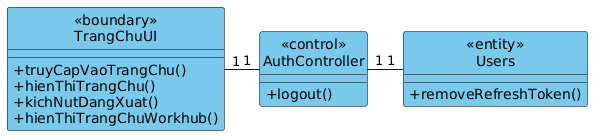 «boundary»
TrangChuUI
+truyCapVaoTrangChu()
+hienThiTrangChu()
+kichNutDangXuat()
+hienThiTrangChuWorkhub()
1 1
«control»
AuthController
+logout()
1 1
«entity»
Users
+removeRefreshToken()